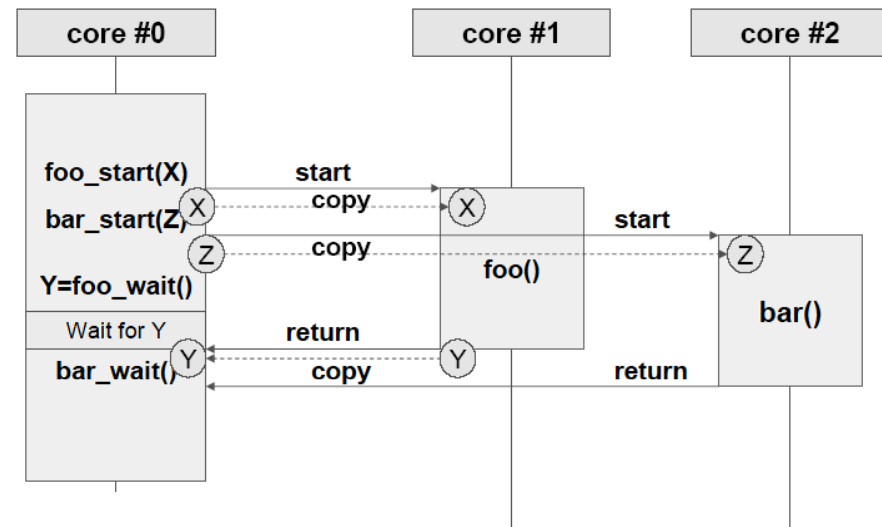 core #0
core #1
core #2
foo_start(X)
start
X
copy
X
bar_start(Z)
start
Z
copy
Z
foo()
Y=foo_wait()
bar()
Wait for Y
return
Y
Y
bar_wait()
copy
return